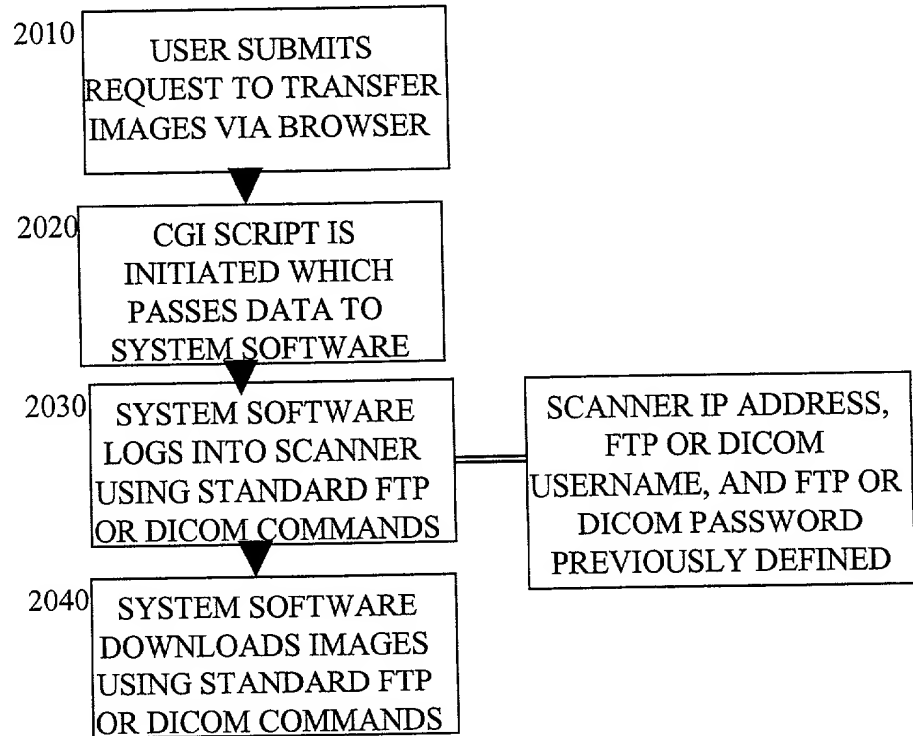 2010
USER SUBMITS
REQUEST TO TRANSFER
IMAGES VIA BROWSER
2020
CGI SCRIPT IS
INITIATED WHICH
PASSES DATA TO
SYSTEM SOFTWARE
2030
SYSTEM SOFTWARE
LOGS INTO SCANNER
USING STANDARD FTP
OR DICOM COMMANDS
SCANNER IP ADDRESS,
FTP OR DICOM
USERNAME, AND FTP OR
DICOM PASSWORD
PREVIOUSLY DEFINED
2040
SYSTEM SOFTWARE
DOWNLOADS IMAGES
USING STANDARD FTP
OR DICOM COMMANDS